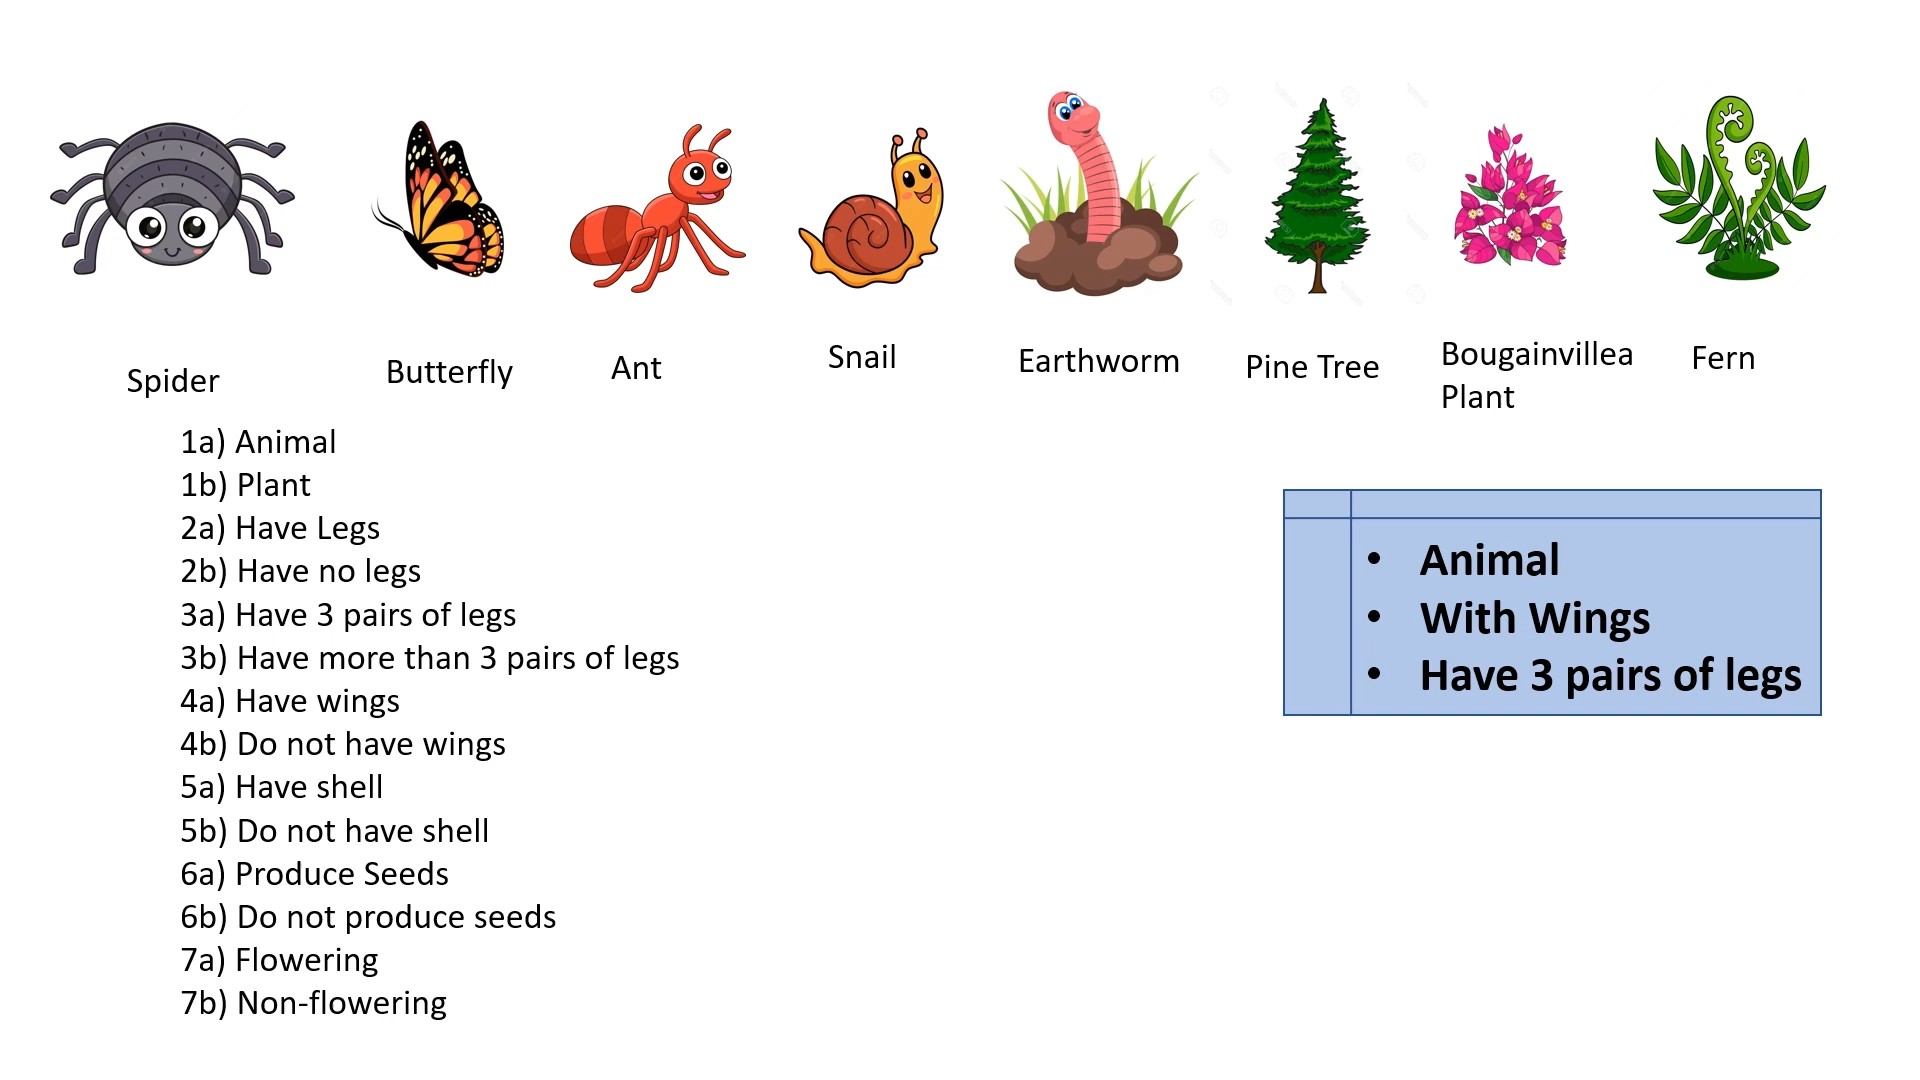 Spider
Butterfly
Ant
Snail
Earthworm
Pine Tree
Bougainvillea
Plant
Fern
1a) Animal
1b) Plant
2a) Have Legs
2b) Have no legs
3a) Have 3 pairs of legs
3b) Have more than 3 pairs of legs
4a) Have wings
4b) Do not have wings
5a) Have shell
5b) Do not have shell
6a) Produce Seeds
6b) Do not produce seeds
7a) Flowering
7b) Non-flowering
• Animal
• With Wings
• Have 3 pairs of legs